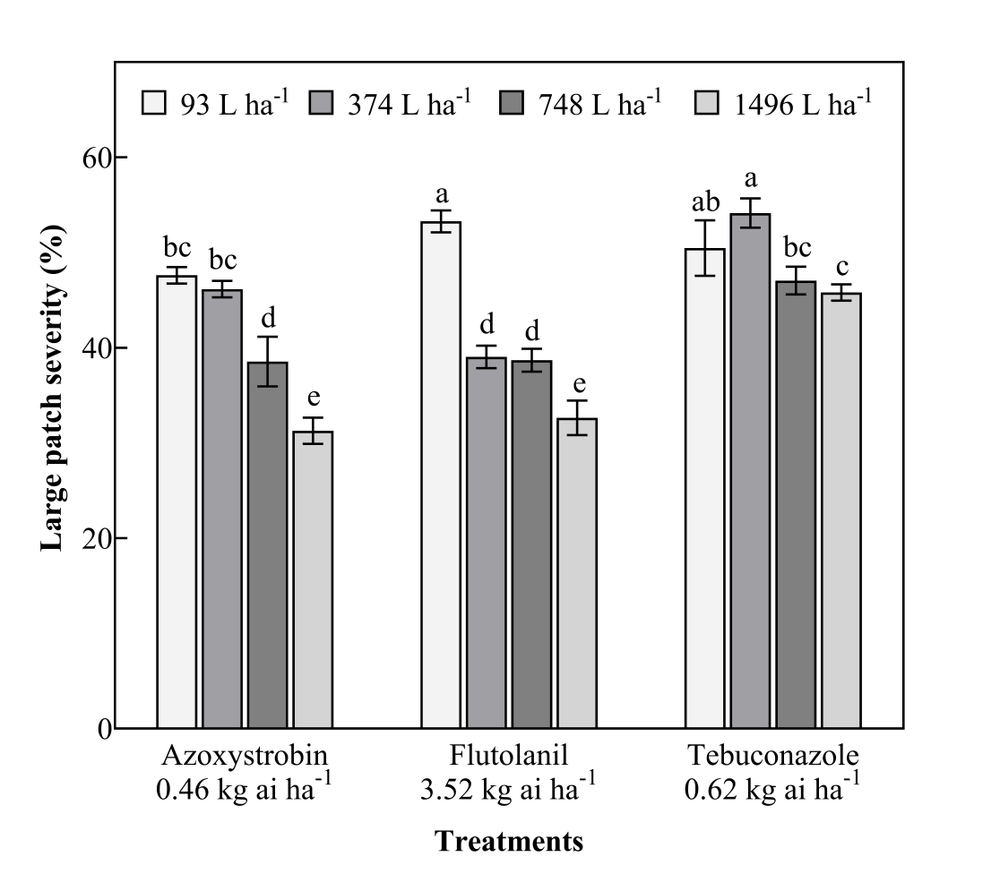 93 L ha⁻¹ 374 L ha⁻¹ 748 L ha⁻¹ 1496 L ha⁻¹
60
40
20
0
Large patch severity (%)
bc bc d e
a d d e
ab a bc c
Azoxystrobin Flutolanil Tebuconazole
0.46 kg ai ha⁻¹ 3.52 kg ai ha⁻¹ 0.62 kg ai ha⁻¹
Treatments